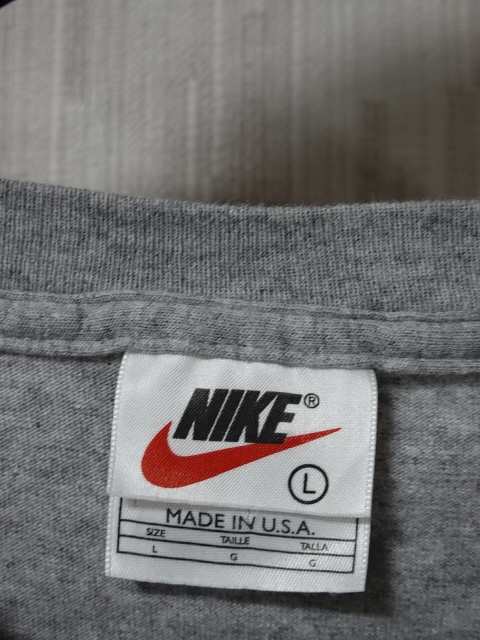 NIKE®
L
MADE IN U.S.A.
SIZE TAILLE TALLA
L G G